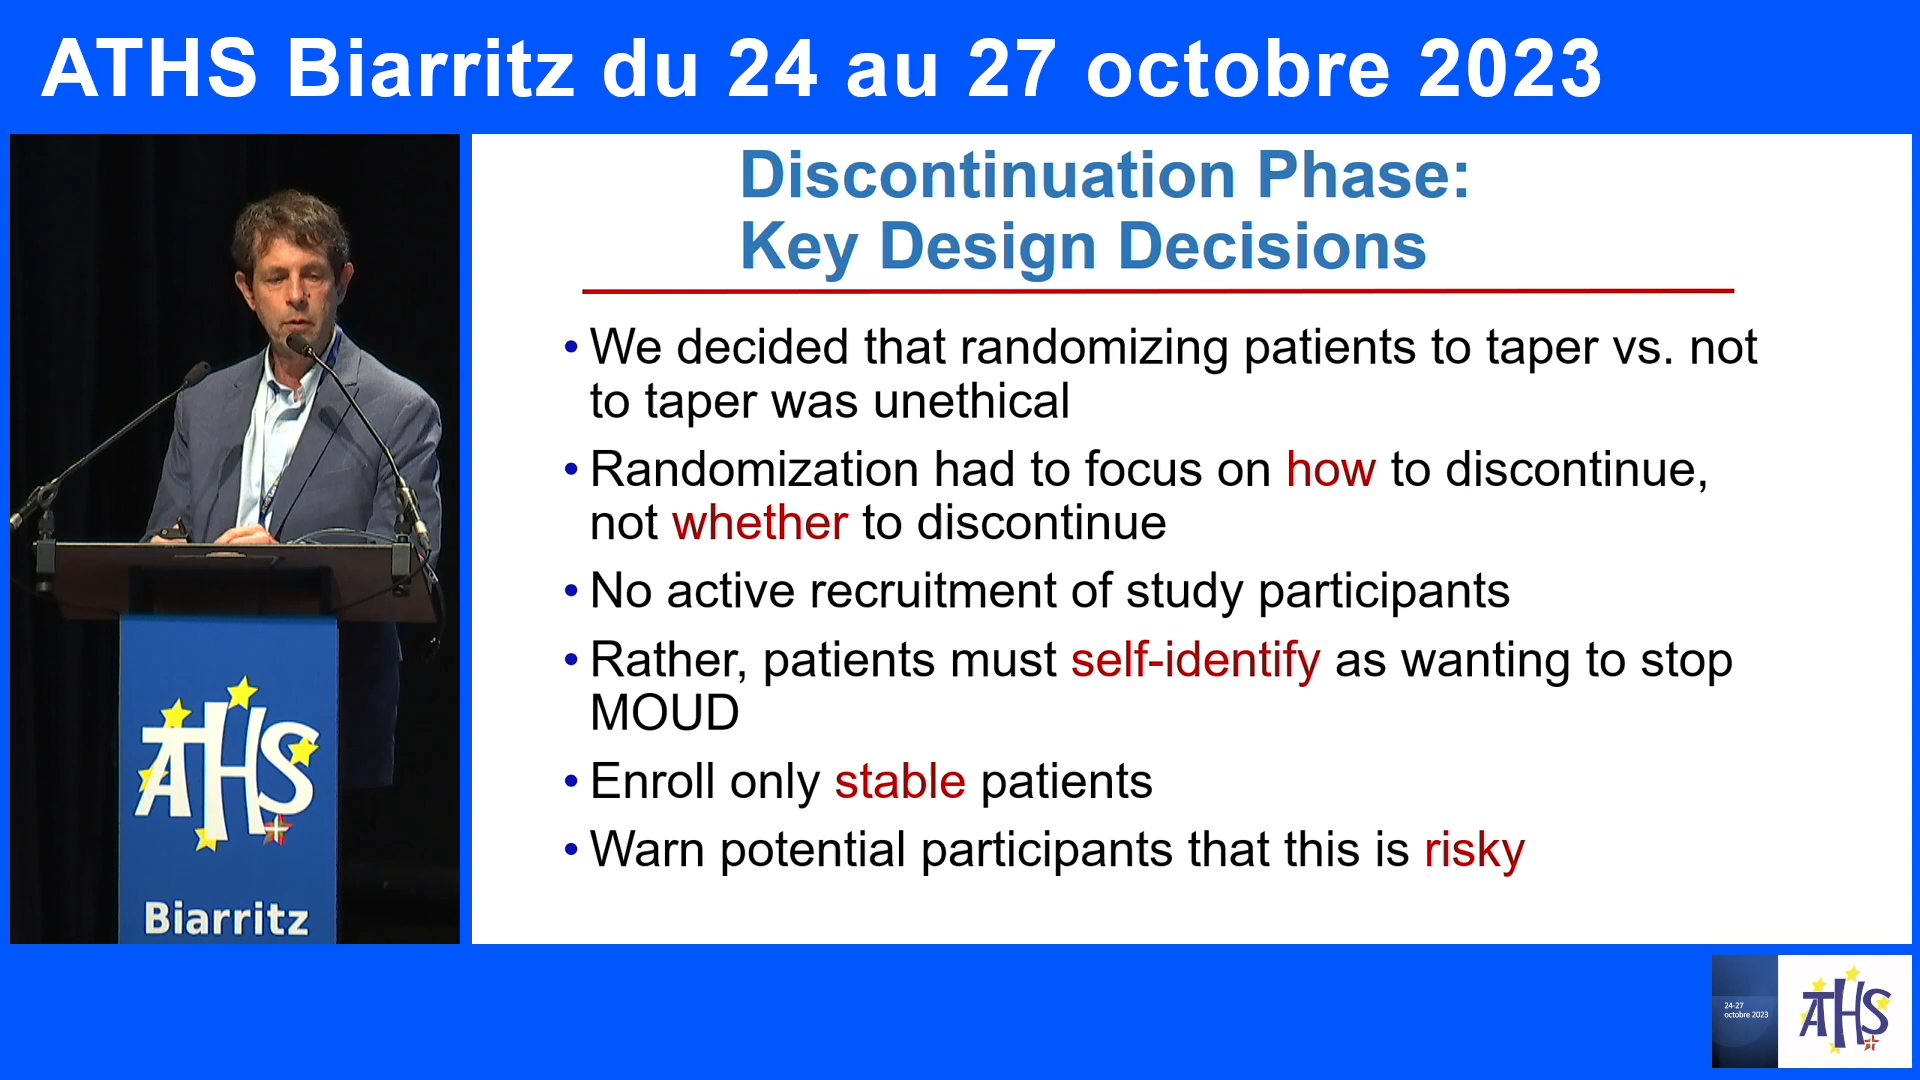 ATHS Biarritz du 24 au 27 octobre 2023
Discontinuation Phase:
Key Design Decisions
• We decided that randomizing patients to taper vs. not
to taper was unethical
• Randomization had to focus on how to discontinue,
not whether to discontinue
• No active recruitment of study participants
• Rather, patients must self-identify as wanting to stop
MOUD
• Enroll only stable patients
• Warn potential participants that this is risky
ATHS
Biarritz
24-27
octobre 2023
ATHS